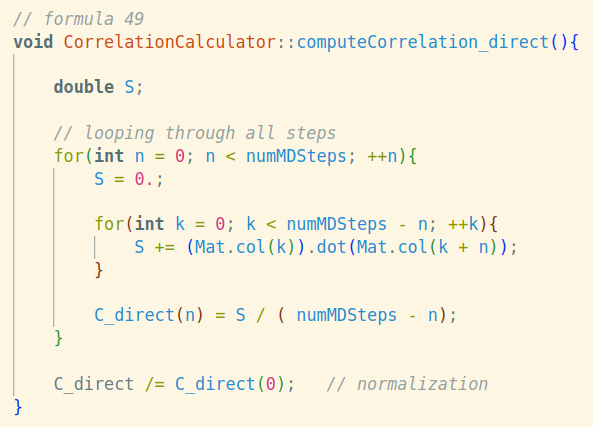 // formula 49
void CorrelationCalculator::computeCorrelation_direct(){
double S;
// looping through all steps
for(int n = 0; n < numMDSteps; ++n){
S = 0.;
for(int k = 0; k < numMDSteps - n; ++k){
S += (Mat.col(k)).dot(Mat.col(k + n));
}
C_direct(n) = S / ( numMDSteps - n);
}
C_direct /= C_direct(0);   // normalization
}